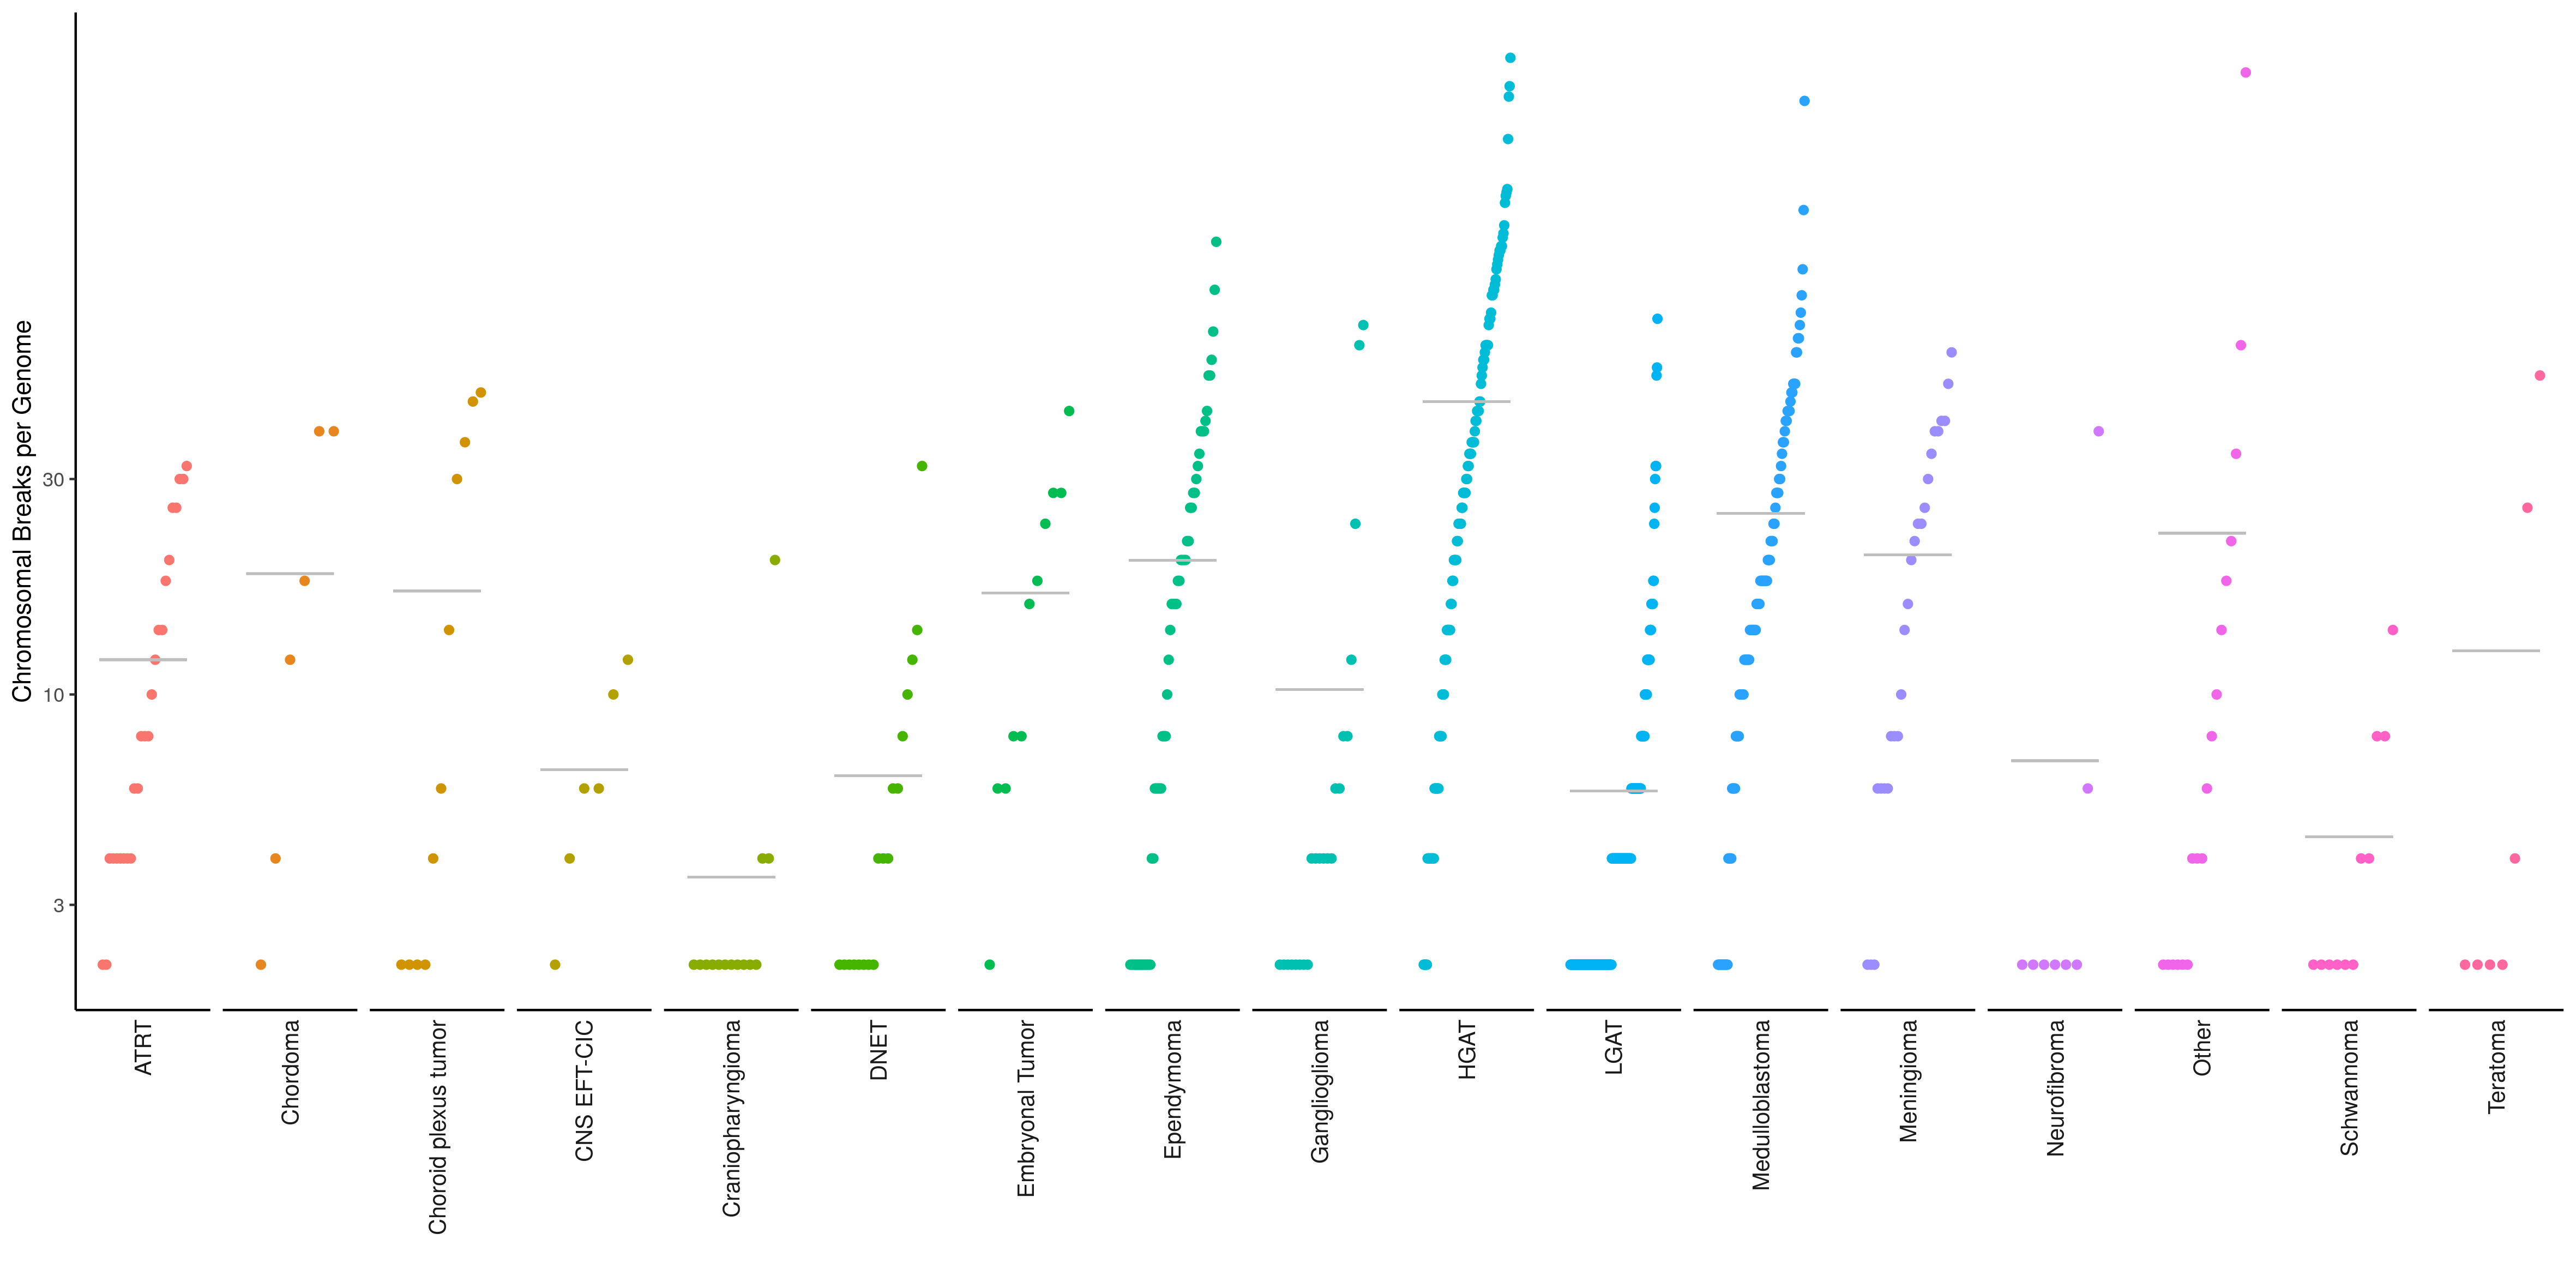 Chromosomal Breaks per Genome
30
10
3
ATRT
Chordoma
Choroid plexus tumor
CNS EFT-CIC
Craniopharyngioma
DNET
Embryonal Tumor
Ependymoma
Ganglioglioma
HGAT
LGAT
Medulloblastoma
Meningioma
Neurofibroma
Other
Schwannoma
Teratoma